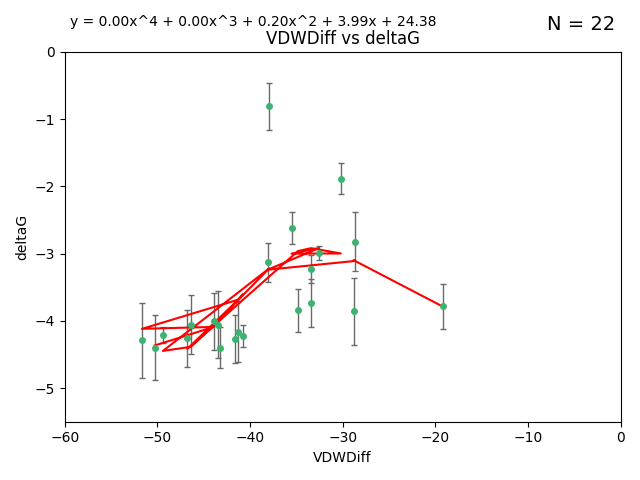 y = 0.00x^4 + 0.00x^3 + 0.20x^2 + 3.99x + 24.38
N = 22
VDWDiff vs deltaG
0
−1
−2
−3
−4
−5
deltaG
−60
−50
−40
−30
−20
−10
0
VDWDiff